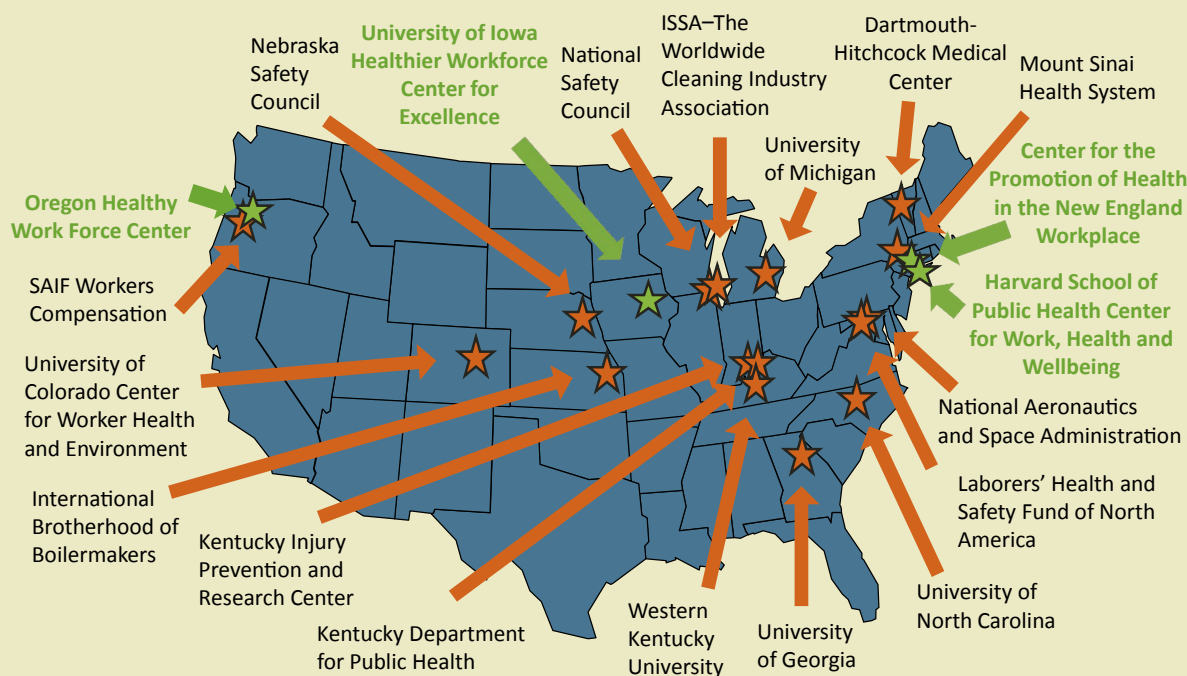 Nebraska
Safety
Council
University of Iowa
Healthier Workforce
Center for
Excellence
National
Safety
Council
ISSA–The
Worldwide
Cleaning Industry
Association
University
of Michigan
Dartmouth-
Hitchcock Medical
Center
Mount Sinai
Health System
Center for the
Promotion of Health
in the New England
Workplace
Harvard School of
Public Health Center
for Work, Health and
Wellbeing
Oregon Healthy
Work Force Center
SAIF Workers
Compensation
University of
Colorado Center
for Worker Health
and Environment
International
Brotherhood of
Boilermakers
Kentucky Injury
Prevention and
Research Center
Kentucky Department
for Public Health
Western
Kentucky
University
University
of Georgia
University of
North Carolina
Laborers’ Health and
Safety Fund of North
America
National Aeronautics
and Space Administration